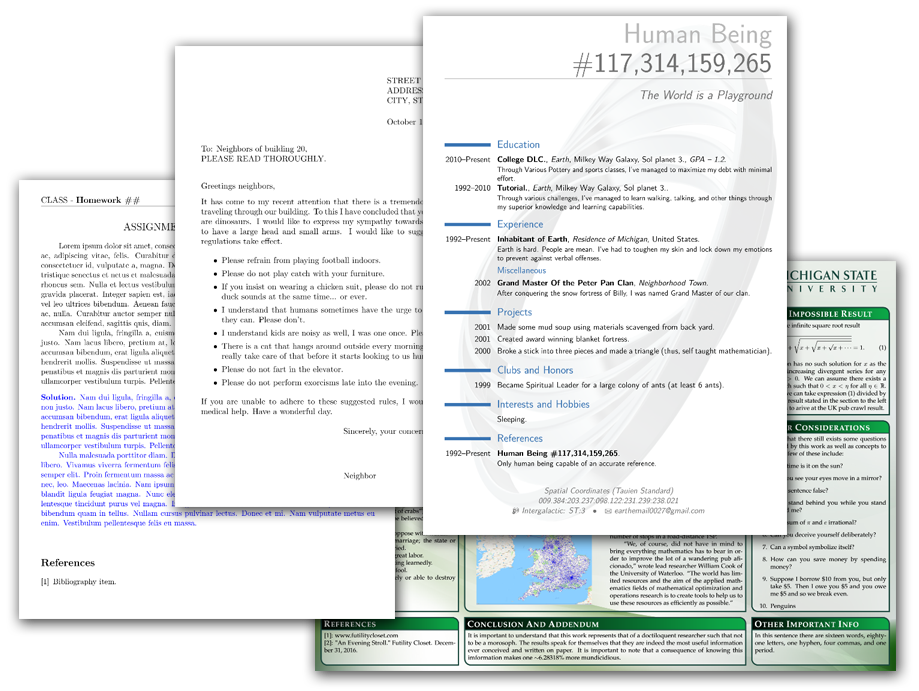 Human Being
#117,314,159,265
The World is a Playground
Education
2010–Present College DLC., Earth, Milkey Way Galaxy, Sol planet 3., GPA – 1.2.
Through Various Pottery and sports classes, I've managed to maximize my debt with minimal
effort.
1992–2010 Tutorial., Earth, Milkey Way Galaxy, Sol planet 3..
Through various challenges, I've managed to learn walking, talking, and other things through
my superior knowledge and learning capabilities.
Experience
1992–Present Inhabitant of Earth, Residence of Michigan, United States.
Earth is hard. People are mean. I've had to toughen my skin and lock down my emotions
to prevent against verbal offenses.
Miscellaneous
2002 Grand Master Of the Peter Pan Clan, Neighborhood Town.
After conquering the snow fortress of Billy, I was named Grand Master of our clan.
Projects
2001 Made some mud soup using materials scavenged from back yard.
2001 Created award winning blanket fortress.
2000 Broke a stick into three pieces and made a triangle (thus, self taught mathematician).
Clubs and Honors
1999 Became Spiritual Leader for a large colony of ants (at least 6 ants).
Interests and Hobbies
Sleeping.
References
1992–Present Human Being #117,314,159,265.
Only human being capable of an accurate reference.
Spatial Coordinates (Tauien Standard)
009.384:203.237;098.122:231.239:238.021
Intergalactic: ST:3 • earthemail0027@gmail.com
STREET
ADDRES
CITY, ST
October 1
To: Neighbors of building 20,
PLEASE READ THOROUGHLY.
Greetings neighbors,
It has come to my recent attention that there is a tremendo
traveling through our building. To this I have concluded that
are dinosaurs. I would like to express my sympathy towards
to have a large head and small arms. I would like to sugg
regulations take effect.
• Please refrain from playing football indoors.
• Please do not play catch with your furniture.
• If you insist on wearing a chicken suit, please do not ru
duck sounds at the same time... or ever.
• I understand that humans sometimes have the urge to
they can. Please don't.
• I understand kids are noisy as well, I was one once. Ple
• There is a cat that hangs around outside every morning
really take care of that before it starts looking to us hu
• Please do not fart in the elevator.
• Please do not perform exorcisms late into the evening.
If you are unable to adhere to these suggested rules, I wou
medical help. Have a wonderful day.
Sincerely, your concer
Neighbor
CLASS - Homework ##
ASSIGNME
Lorem ipsum dolor sit amet, consec
ac, adipiscing vitae, felis. Curabitur
consectetuer id, vulputate a, magna. D
tristique senectus et netus et malesuada
rhoncus sem. Nulla et lectus vestibulum
gravida placerat. Integer sapien est, iac
vel leo ultrices bibendum. Aenean fauc
ac, nulla. Curabitur auctor semper null
accumsan eleifend, sagittis quis, diam.
Nam dui ligula, fringilla a, euismo
justo. Nam lacus libero, pretium at, lo
accumsan bibendum, erat ligula aliquet
hendrerit mollis. Suspendisse ut massa
penatibus et magnis dis parturient mon
ullamcorper vestibulum turpis. Pellente
Solution. Nam dui ligula, fringilla a,
non justo. Nam lacus libero, pretium at
accumsan bibendum, erat ligula aliquet
hendrerit mollis. Suspendisse ut massa
penatibus et magnis dis parturient mon
ullamcorper vestibulum turpis. Pellente
Nulla malesuada porttitor diam. D
libero. Vivamus viverra fermentum feli
semper elit. Proin fermentum massa ac
nec, leo. Maecenas lacinia. Nam ipsum
blandit ligula feugiat magna. Nunc ele
lentesque tincidunt purus vel magna. I
bibendum quam in tellus. Nullam cursus pulvinar lectus. Donec et mi. Nam vulputate metus eu
enim. Vestibulum pellentesque felis eu massa.
References
[1] Bibliography item.
ICHIGAN STATE
NIVERSITY
IMPOSSIBLE RESULT
e infinite square root result
= 1. (1)
n has no such solution for x as the
increasing divergent series for any
> 0. We can assume there exists a
such that 0 < x < η for all η ∈ ℝ.
we can take expression (1) divided by
result stated in the section to the left
to arrive at the UK pub crawl result.
R CONSIDERATIONS
hat there still exists some questions
by this work as well as concepts to
few of these include:
time is it on the sun?
you see your eyes move in a mirror?
sentence false?
stand behind you while you stand
me?
sum of π and e irrational?
6. Can you deceive yourself deliberately?
7. Can a symbol symbolize itself?
8. How can you save money by spending
money?
9. Suppose I borrow $10 from you, but only
take $5. Then I owe you $5 and you owe
me $5 and so we break even.
10. Penguins
of crabs"
he believed
ppose with
marriage; the state or
ed.
great labor.
ng learnedly.
ool.
rly or able to destroy
number of stops in a road-distance TSP.
"We, of course, did not have in mind to
bring everything mathematics has to bear in or-
der to improve the lot of a wandering pub afi-
cionado," wrote lead researcher William Cook of
the University of Waterloo. "The world has lim-
ited resources and the aim of the applied math-
ematics fields of mathematical optimization and
operations research is to create tools to help us to
use these resources as efficiently as possible."
REFERENCES
[1]: www.futilitycloset.com
[2]: "An Evening Stroll." Futility Closet. Decem-
ber 31, 2016.
CONCLUSION AND ADDENDUM
It is important to understand that this work represents that of a doctiloquent researcher such that not
to be a morosoph. The results speak for themselves that they are indeed the most useful information
ever conceived and written on paper. It is important to note that a consequence of knowing this
information makes one ~6.28318% more mundicidious.
OTHER IMPORTANT INFO
In this sentence there are sixteen words, eighty-
one letters, one hyphen, four commas, and one
period.